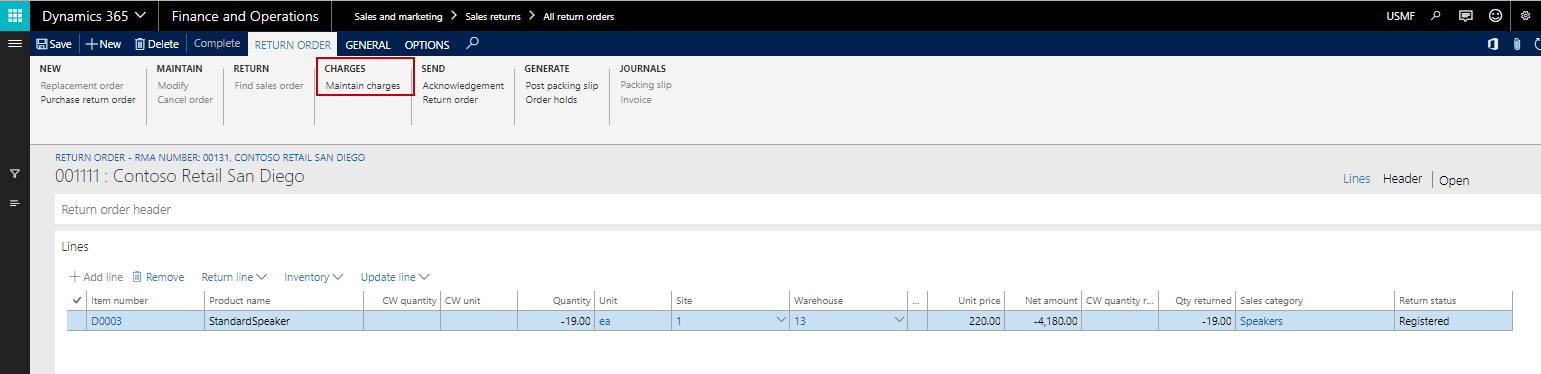 Dynamics 365 Finance and Operations Sales and marketing Sales returns All return orders USMF
Save New Delete Complete RETURN ORDER GENERAL OPTIONS
NEW MAINTAIN RETURN CHARGES SEND GENERATE JOURNALS
Replacement order Modify Find sales order Maintain charges Acknowledgement Post packing slip Packing slip
Purchase return order Cancel order Return order Order holds Invoice
RETURN ORDER - RMA NUMBER: 00131, CONTOSO RETAIL SAN DIEGO
001111 : Contoso Retail San Diego Lines Header Open
Return order header
Lines
Add line Remove Return line Inventory Update line
Item number Product name CW quantity CW unit Quantity Unit Site Warehouse ... Unit price Net amount CW quantity r... Qty returned Sales category Return status
D0003 StandardSpeaker -19.00 ea 1 13 220.00 -4,180.00 -19.00 Speakers Registered